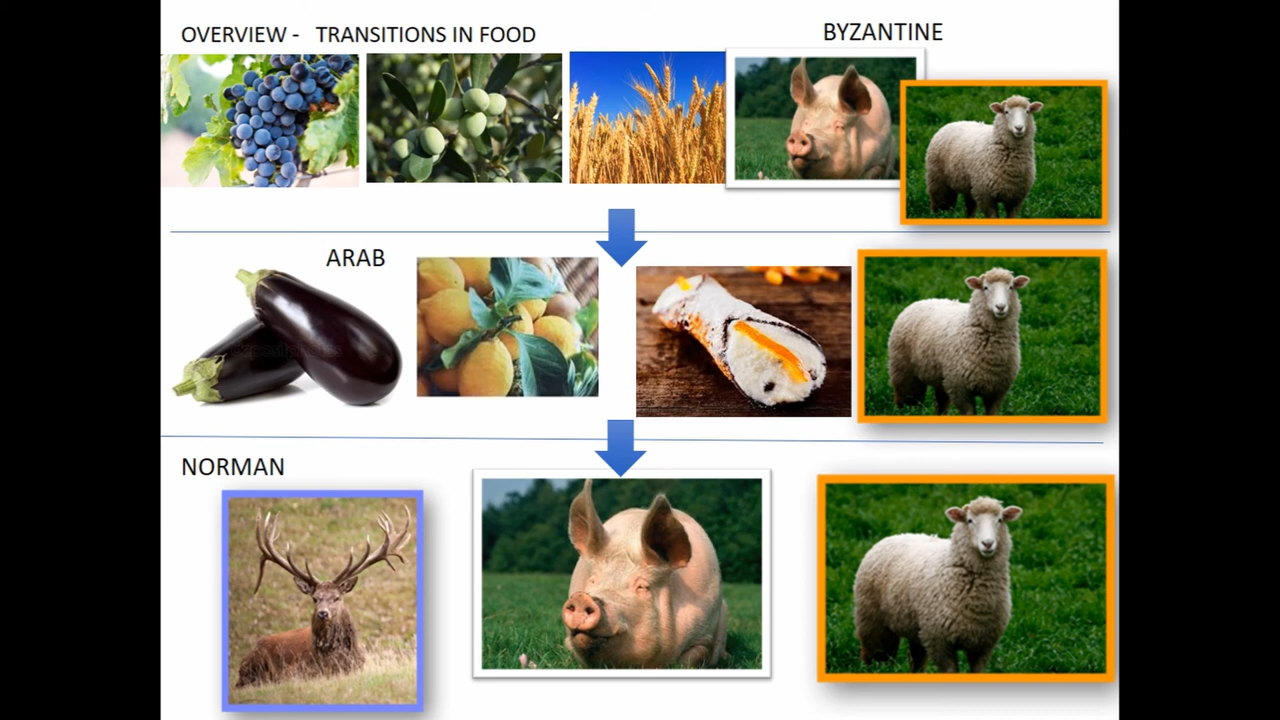 OVERVIEW - TRANSITIONS IN FOOD
BYZANTINE
ARAB
NORMAN